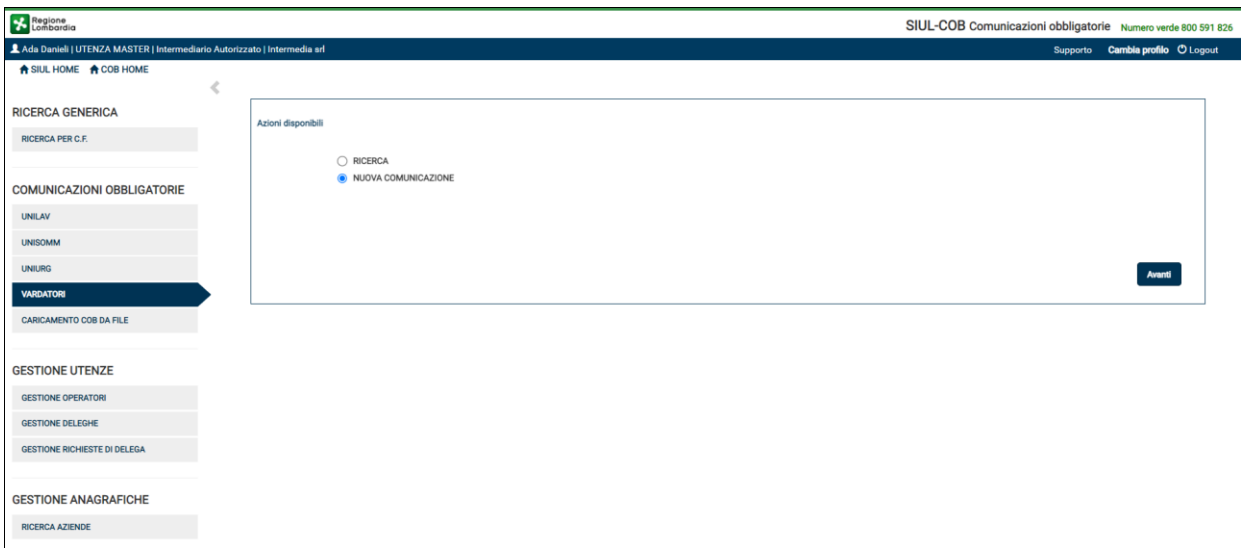 Regione
Lombardia
SIUL-COB Comunicazioni obbligatorie Numero verde 800 591 826
Ada Danieli | UTENZA MASTER | Intermediario Autorizzato | Intermedia srl
Supporto Cambia profilo Logout
SIUL HOME COB HOME
RICERCA GENERICA
RICERCA PER C.F.
COMUNICAZIONI OBBLIGATORIE
UNILAV
UNISOMM
UNIURG
VARDATORI
CARICAMENTO COB DA FILE
GESTIONE UTENZE
GESTIONE OPERATORI
GESTIONE DELEGHE
GESTIONE RICHIESTE DI DELEGA
GESTIONE ANAGRAFICHE
RICERCA AZIENDE
Azioni disponibili
RICERCA
NUOVA COMUNICAZIONE
Avanti